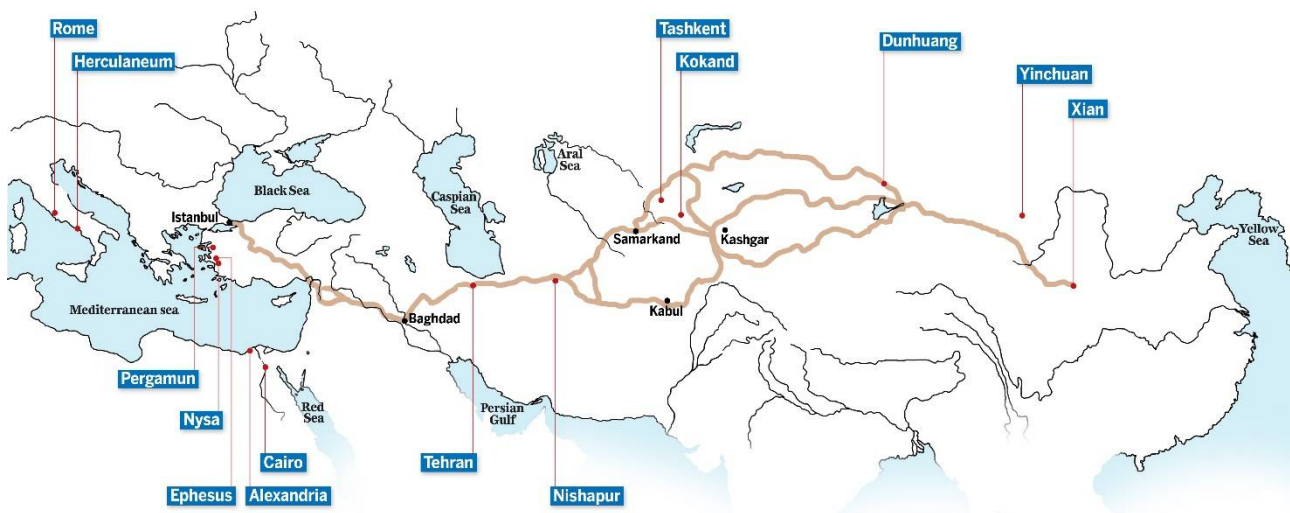 Rome
Herculaneum
Tashkent
Kokand
Dunhuang
Yinchuan
Xian
Aral
Sea
Black Sea
Caspian
Sea
Istanbul
Samarkand
Kashgar
Yellow
Sea
Mediterranean sea
Baghdad
Kabul
Pergamun
Nysa
Red
Sea
Persian
Gulf
Cairo
Tehran
Ephesus
Alexandria
Nishapur